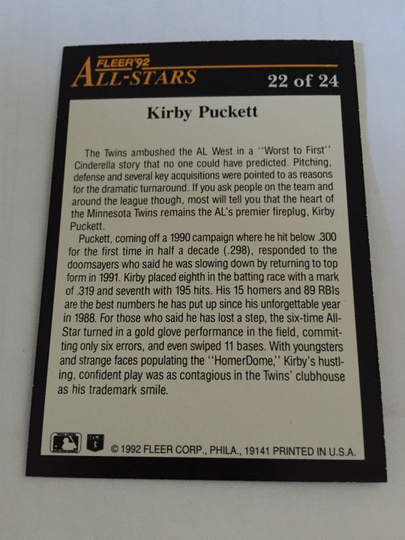 FLEER '92
ALL-STARS
22 of 24
Kirby Puckett
The Twins ambushed the AL West in a "Worst to First"
Cinderella story that no one could have predicted. Pitching,
defense and several key acquisitions were pointed to as reasons
for the dramatic turnaround. If you ask people on the team and
around the league though, most will tell you that the heart of
the Minnesota Twins remains the AL's premier fireplug, Kirby
Puckett.
Puckett, coming off a 1990 campaign where he hit below .300
for the first time in half a decade (.298), responded to the
doomsayers who said he was slowing down by returning to top
form in 1991. Kirby placed eighth in the batting race with a mark
of .319 and seventh with 195 hits. His 15 homers and 89 RBIs
are the best numbers he has put up since his unforgettable year
in 1988. For those who said he has lost a step, the six-time All-
Star turned in a gold glove performance in the field, commit-
ting only six errors, and even swiped 11 bases. With youngsters
and strange faces populating the "HomerDome," Kirby's hustl-
ing, confident play was as contagious in the Twins' clubhouse
as his trademark smile.
© 1992 FLEER CORP., PHILA., 19141 PRINTED IN U.S.A.